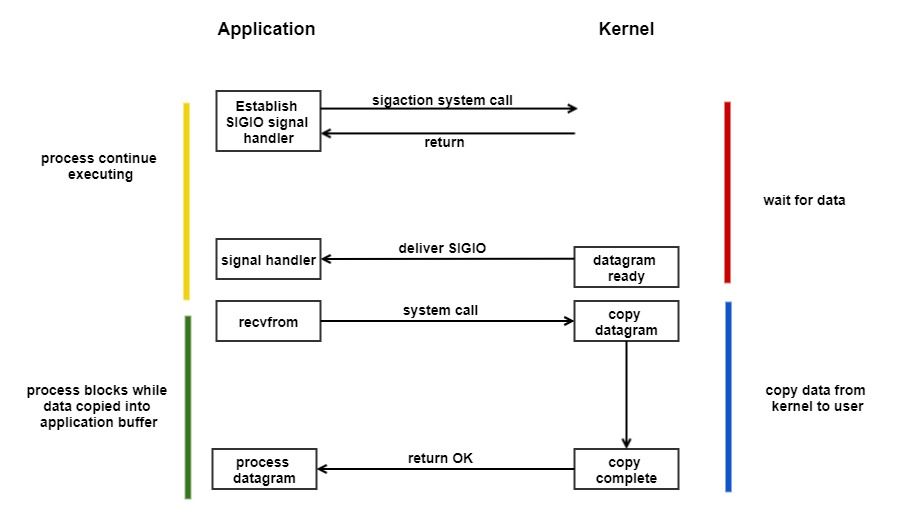 Application
Kernel
Establish
SIGIO signal
handler
sigaction system call
return
process continue
executing
wait for data
signal handler
deliver SIGIO
datagram
ready
recvfrom
system call
copy
datagram
process blocks while
data copied into
application buffer
copy data from
kernel to user
process
datagram
return OK
copy
complete